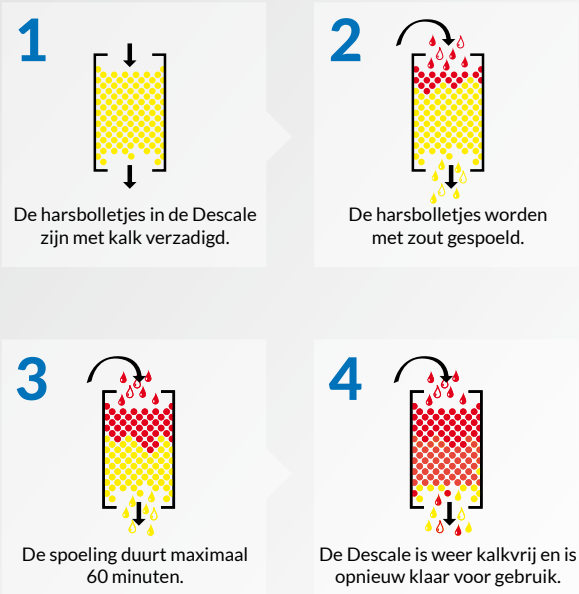 1
De harsbolletjes in de Descale
zijn met kalk verzadigd.
2
De harsbolletjes worden
met zout gespoeld.
3
De spoeling duurt maximaal
60 minuten.
4
De Descale is weer kalkvrij en is
opnieuw klaar voor gebruik.